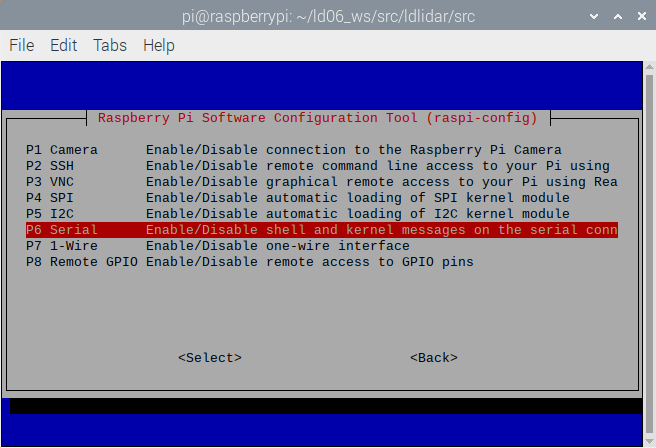 pi@raspberrypi: ~/ld06_ws/src/ldlidar/src
File Edit Tabs Help
Raspberry Pi Software Configuration Tool (raspi-config)
P1 Camera Enable/Disable connection to the Raspberry Pi Camera
P2 SSH Enable/Disable remote command line access to your Pi using
P3 VNC Enable/Disable graphical remote access to your Pi using Rea
P4 SPI Enable/Disable automatic loading of SPI kernel module
P5 I2C Enable/Disable automatic loading of I2C kernel module
P6 Serial Enable/Disable shell and kernel messages on the serial conn
P7 1-Wire Enable/Disable one-wire interface
P8 Remote GPIO Enable/Disable remote access to GPIO pins
<Select> <Back>